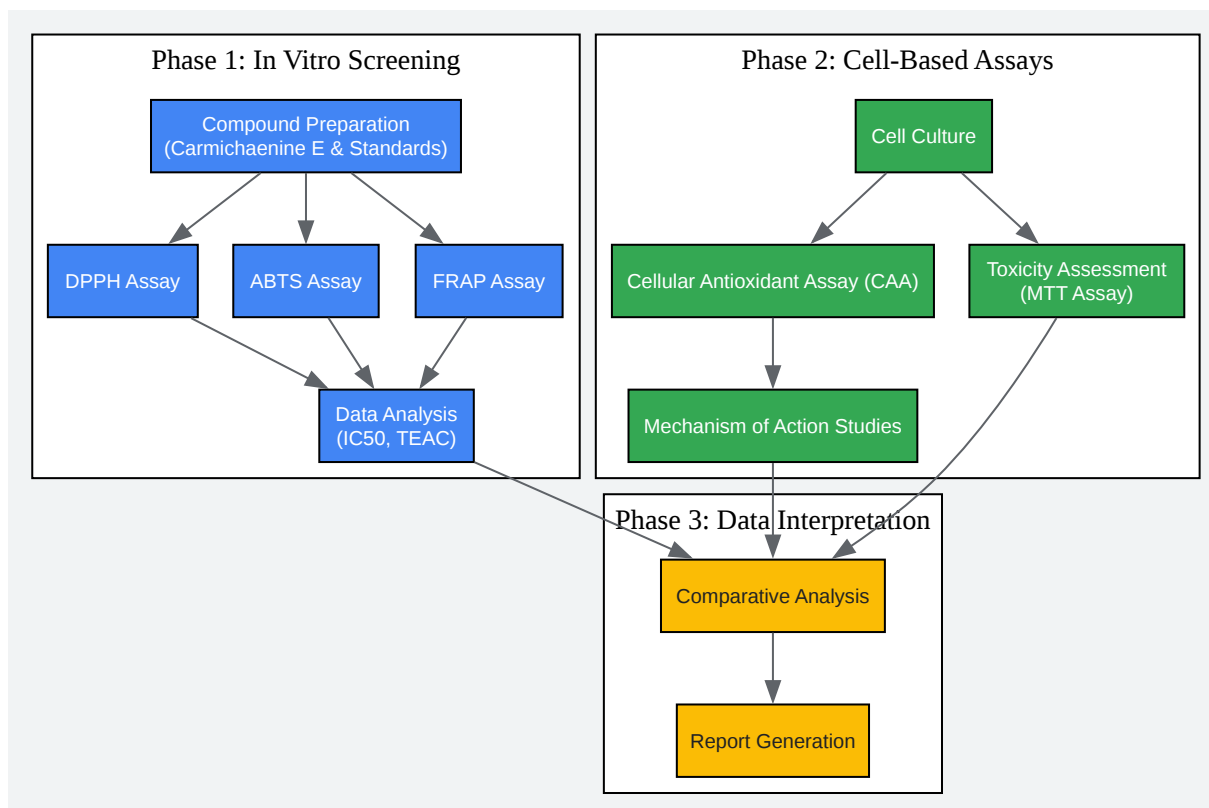 Phase 1: In Vitro Screening
Compound Preparation
(Carmichaenine E & Standards)
DPPH Assay
ABTS Assay
FRAP Assay
Data Analysis
(IC50, TEAC)
Phase 2: Cell-Based Assays
Cell Culture
Cellular Antioxidant Assay (CAA)
Toxicity Assessment
(MTT Assay)
Mechanism of Action Studies
Phase 3: Data Interpretation
Comparative Analysis
Report Generation